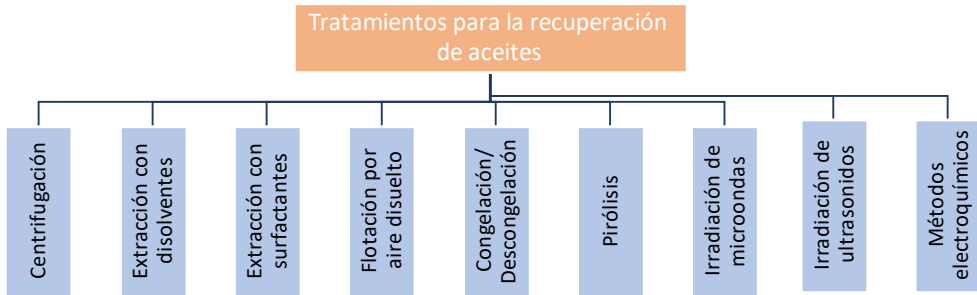 Tratamientos para la recuperación
de aceites
Centrifugación
Extracción con
disolventes
Extracción con
surfactantes
Flotación por
aire disuelto
Congelación/
Descongelación
Pirólisis
Irradiación de
microondas
Irradiación de
ultrasonidos
Métodos
electroquímicos